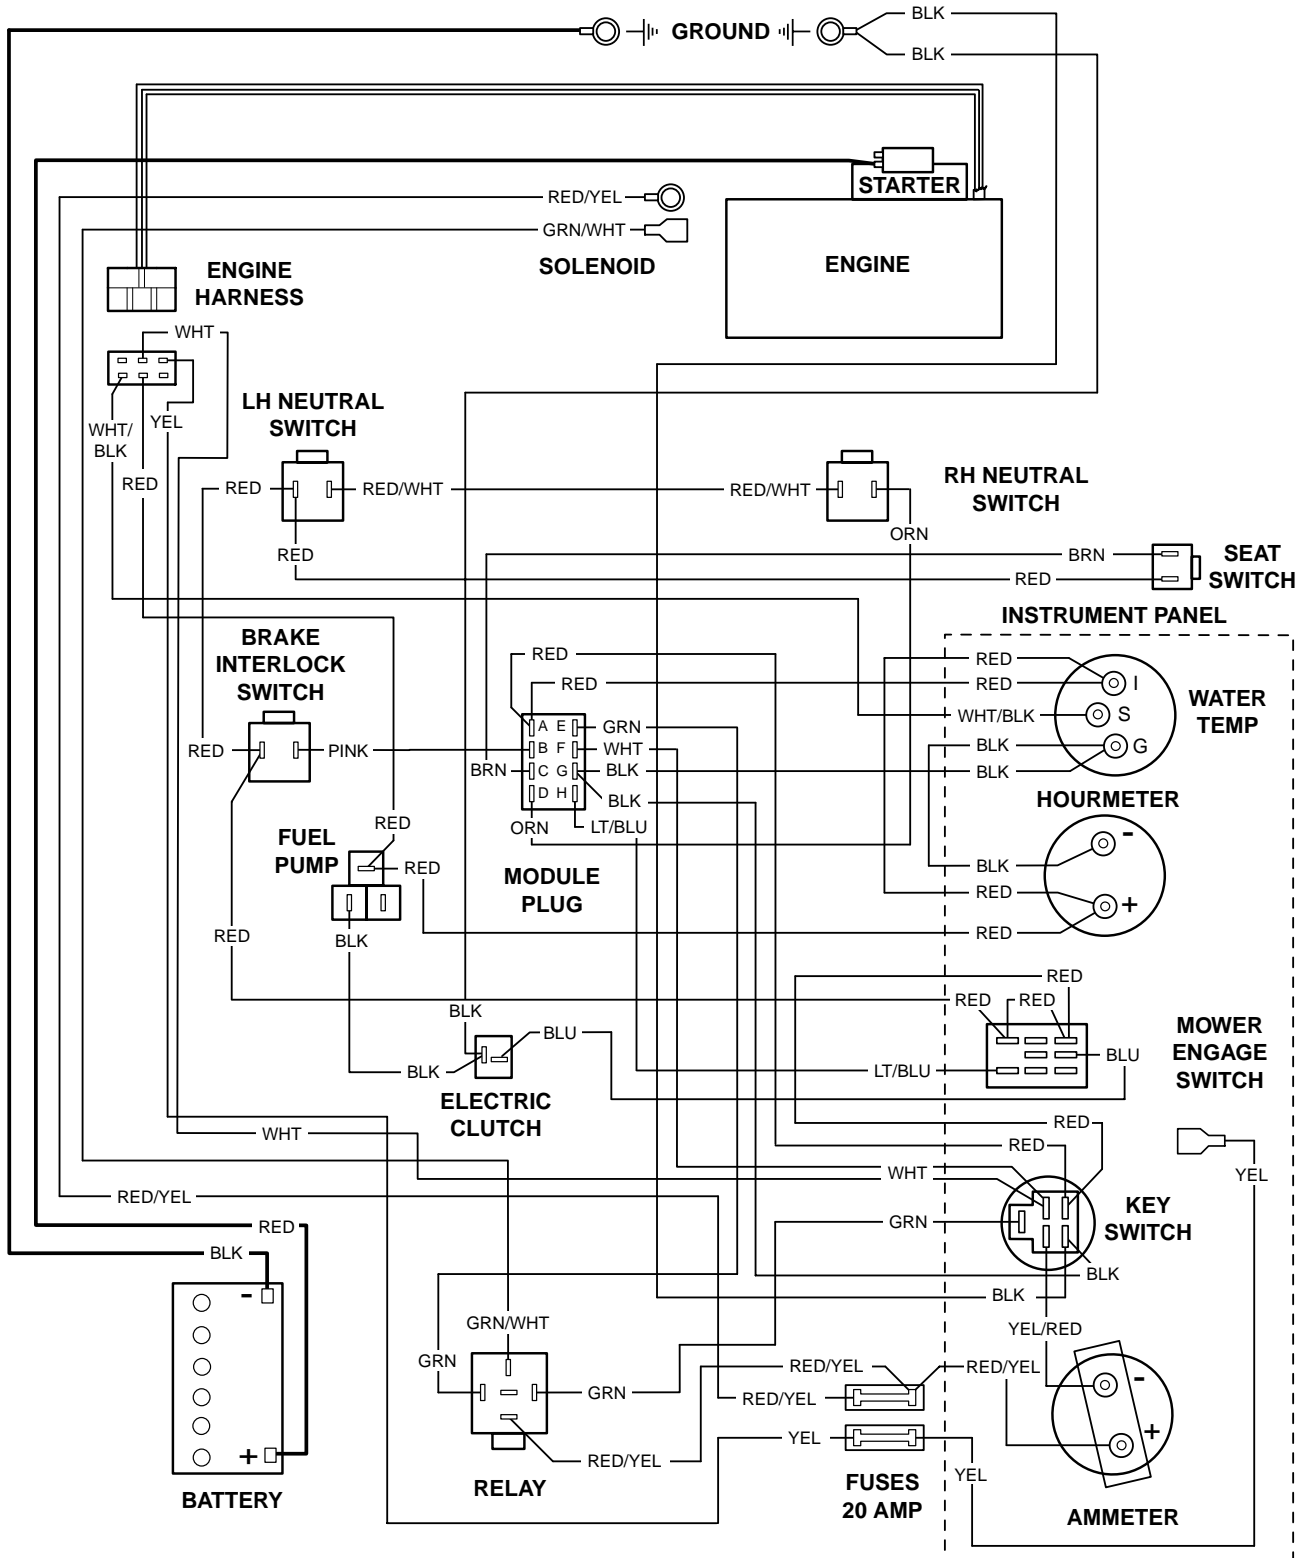 BLK
GROUND
BLK
STARTER
RED/YEL
GRN/WHT
SOLENOID
ENGINE
ENGINE
HARNESS
WHT
LH NEUTRAL
SWITCH
WHT/
BLK
YEL
RED
RED
RED/WHT
RED/WHT
RH NEUTRAL
SWITCH
ORN
RED
BRN
RED
SEAT
SWITCH
INSTRUMENT PANEL
BRAKE
INTERLOCK
SWITCH
RED
RED
RED
RED
I
WHT/BLK
S
WATER
TEMP
A E
GRN
RED
PINK
B F
WHT
BLK
G
BRN
C G
BLK
BLK
D H
BLK
HOURMETER
ORN
LT/BLU
RED
FUEL
PUMP
RED
MODULE
PLUG
-
BLK
RED
+
RED
RED
BLK
RED
RED
RED
BLK
BLU
MOWER
ENGAGE
SWITCH
BLU
BLK
LT/BLU
ELECTRIC
CLUTCH
WHT
RED
RED
WHT
YEL
RED/YEL
GRN
KEY
SWITCH
RED
BLK
BLK
BLK
-
GRN/WHT
YEL/RED
GRN
RED/YEL
RED/YEL
-
GRN
RED/YEL
YEL
+
+
RED/YEL
YEL
BATTERY
RELAY
FUSES
20 AMP
AMMETER